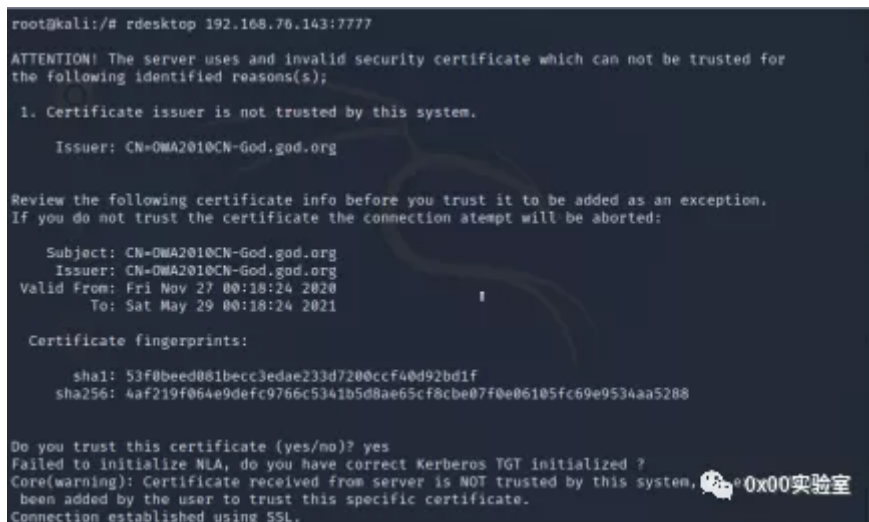 root@kali:/# rdesktop 192.168.76.143:7777
ATTENTION! The server uses and invalid security certificate which can not be trusted for
the following identified reasons(s);
1. Certificate issuer is not trusted by this system.
Issuer: CN=OWA2010CN-God.god.org
Review the following certificate info before you trust it to be added as an exception.
If you do not trust the certificate the connection atempt will be aborted:
Subject: CN=OWA2010CN-God.god.org
Issuer: CN=OWA2010CN-God.god.org
Valid From: Fri Nov 27 00:18:24 2020
To: Sat May 29 00:18:24 2021
Certificate fingerprints:
sha1: 53f0beed081becc3edae233d7200ccf40d92bd1f
sha256: 4af219f064e9defc9766c5341b5d8ae65cf8cbe07f0e06105fc69e9534aa5288
Do you trust this certificate (yes/no)? yes
Failed to initialize NLA, do you have correct Kerberos TGT initialized ?
Core(warning): Certificate received from server is NOT trusted by this system,
0x00实验室
been added by the user to trust this specific certificate.
Connection established using SSL.